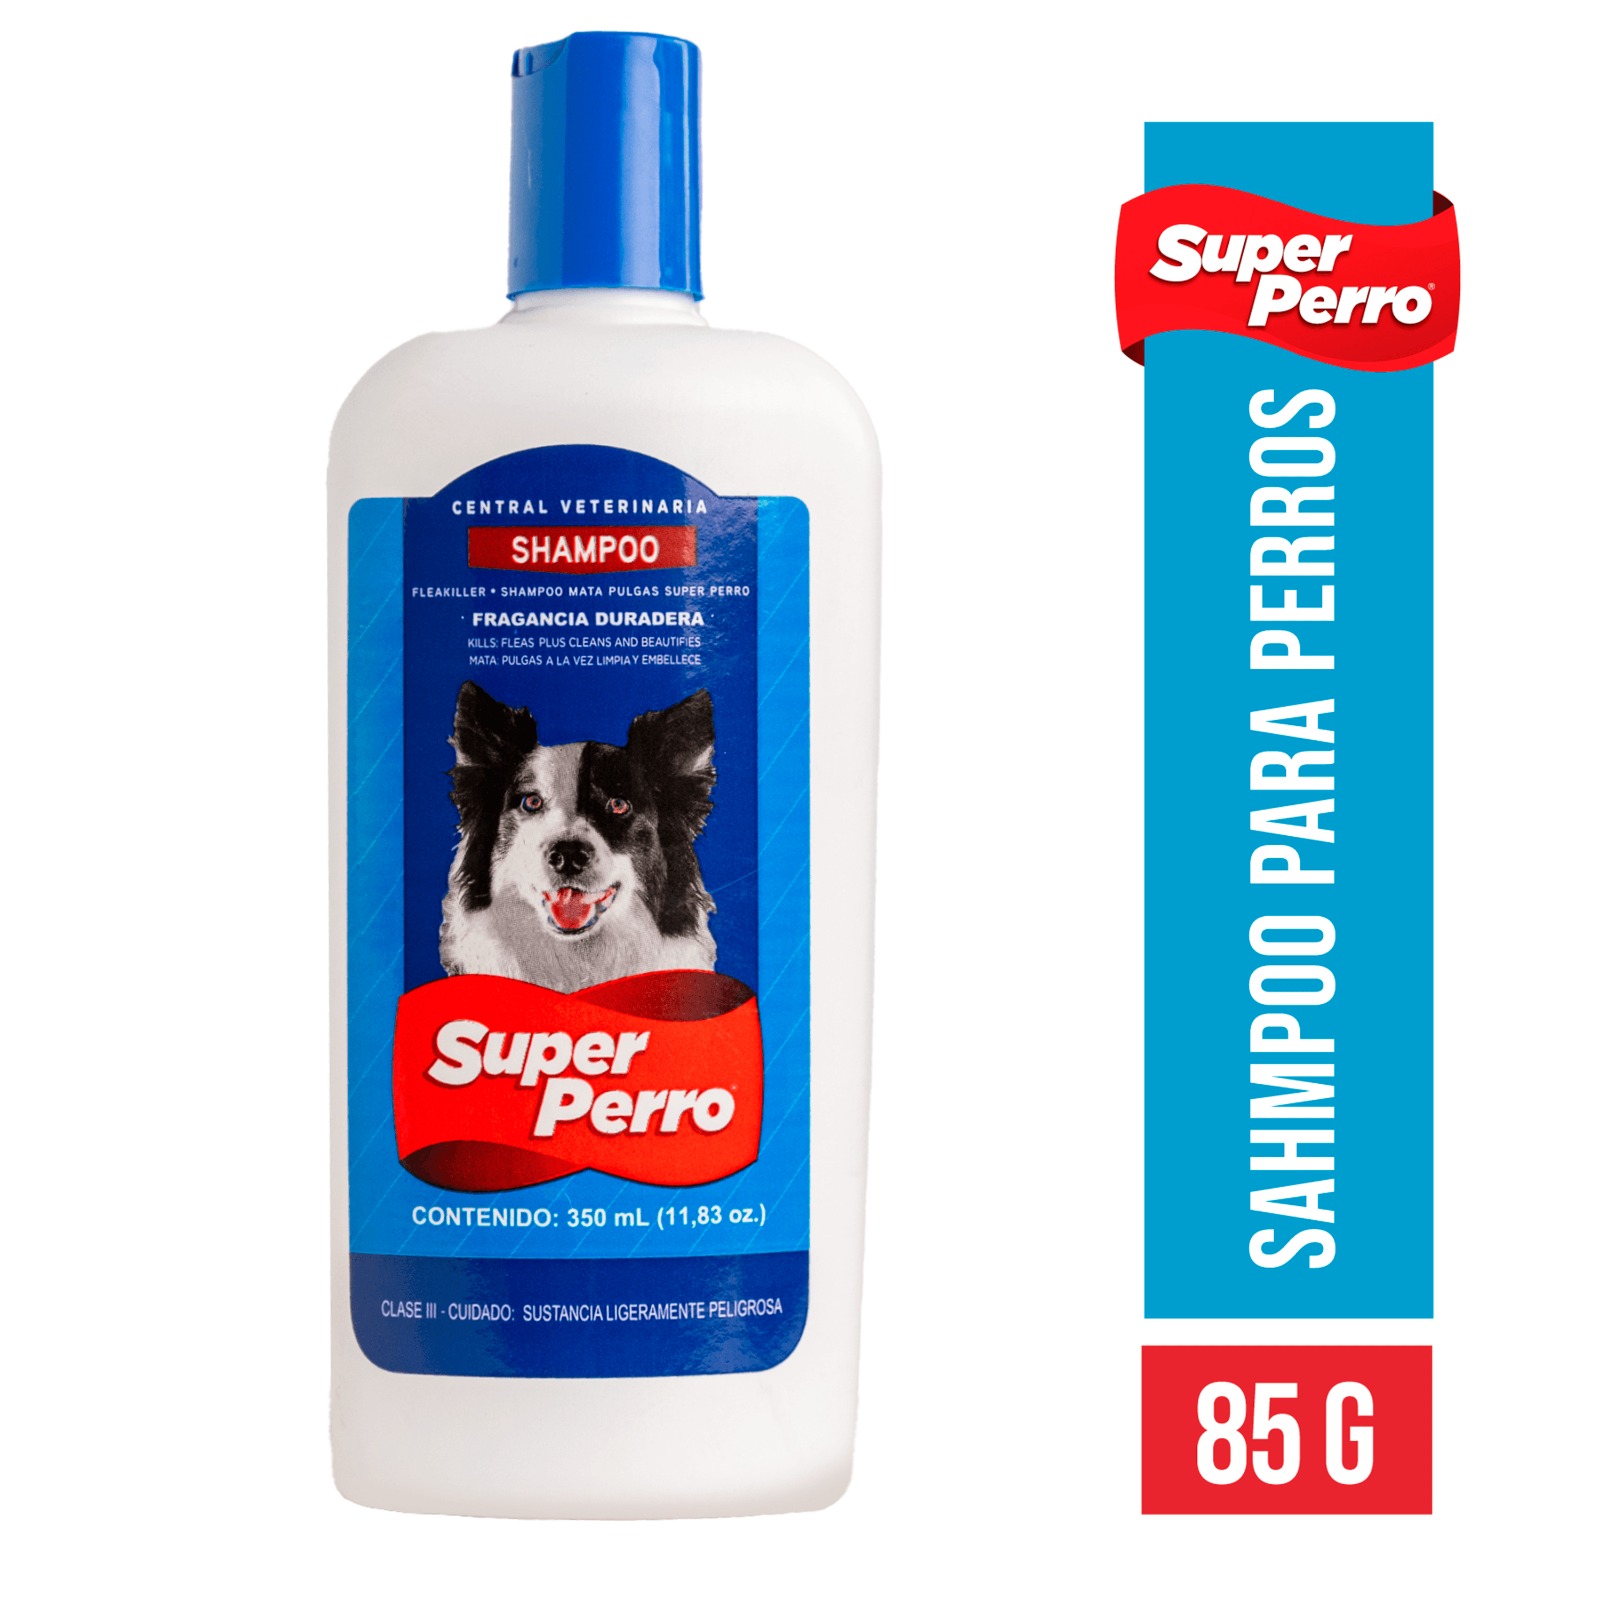 CENTRAL VETERINARIA
SHAMPOO
FLEAKILLER • SHAMPOO MATA PULGAS SUPER PERRO
· FRAGANCIA DURADERA ·
KILLS: FLEAS PLUS CLEANS AND BEAUTIFIES
MATA: PULGAS A LA VEZ LIMPIA Y EMBELLECE
Super
Perro
CONTENIDO: 350 mL (11,83 oz.)
CLASE III - CUIDADO: SUSTANCIA LIGERAMENTE PELIGROSA
Super
Perro®
SAHMPOO PARA PERROS
85 G